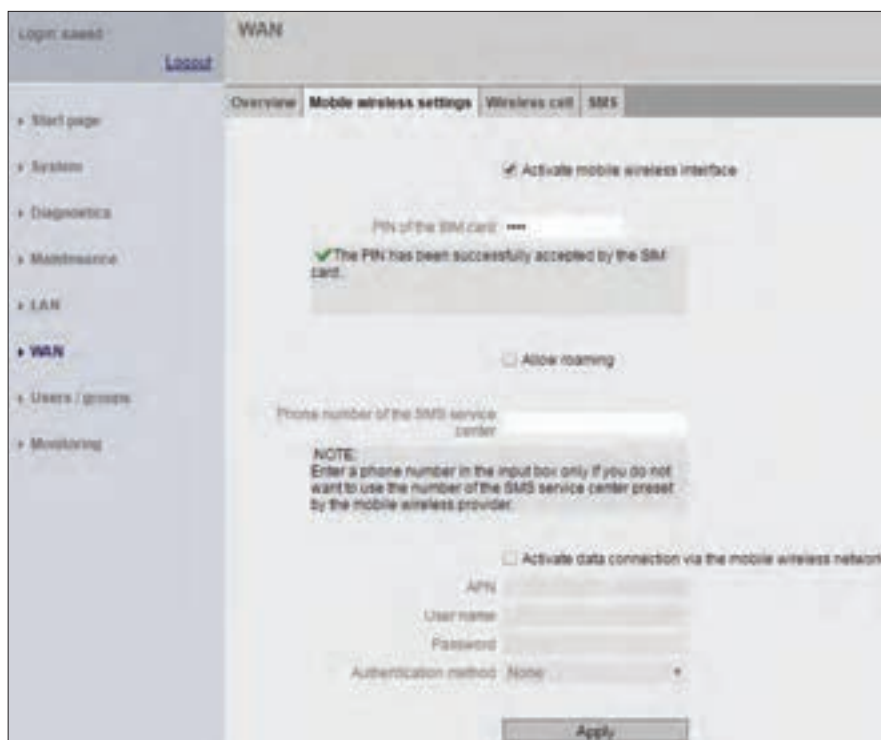 Login: saeed
Logout
WAN
Start page
System
Diagnostics
Maintenance
LAN
WAN
Users / groups
Monitoring
Overview
Mobile wireless settings
Wireless cell
SMS
Activate mobile wireless interface
PIN of the SIM card ••••
The PIN has been successfully accepted by the SIM
card.
Allow roaming
Phone number of the SMS service
center
NOTE:
Enter a phone number in the input box only if you do not
want to use the number of the SMS service center preset
by the mobile wireless provider.
Activate data connection via the mobile wireless network
APN
User name
Password
Authentication method None
Apply